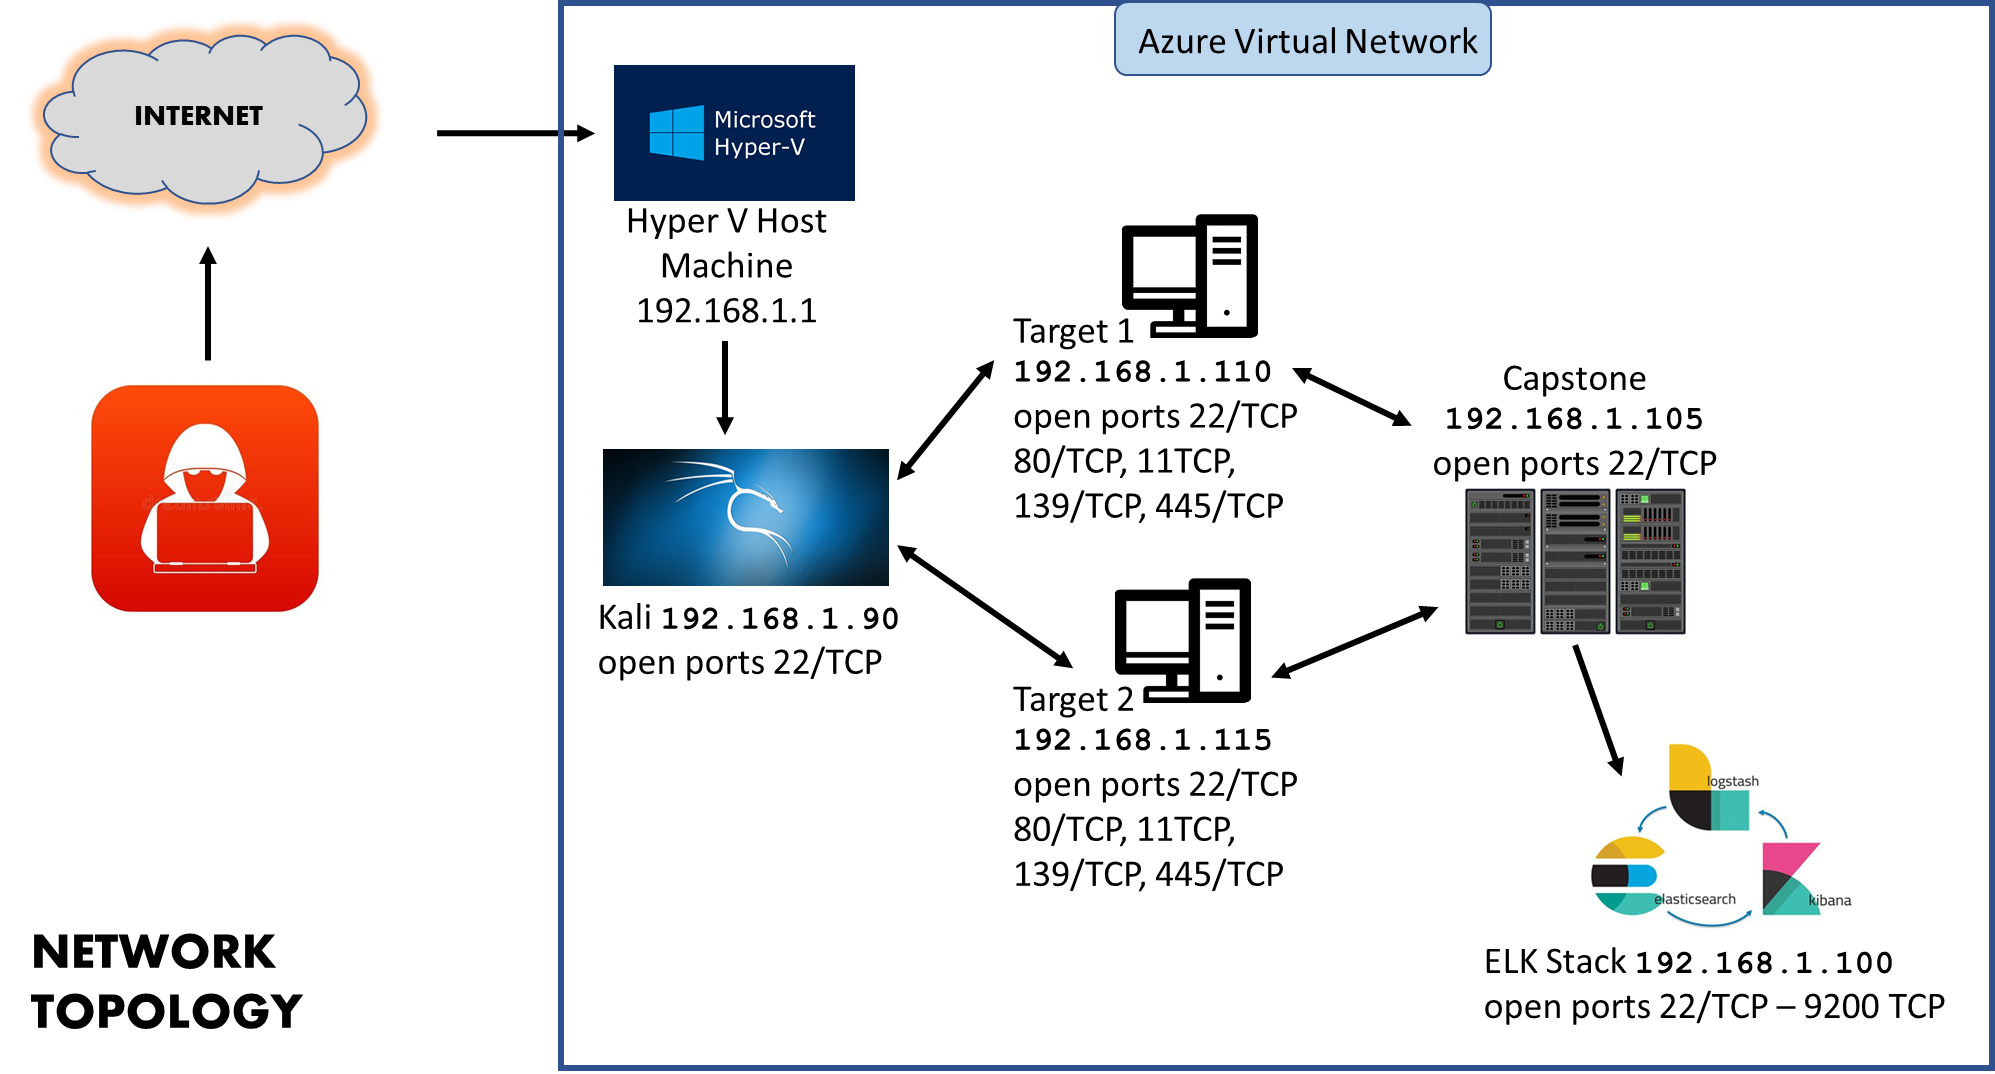 Azure Virtual Network
INTERNET
Microsoft
Hyper-V
Hyper V Host
Machine
192.168.1.1
Target 1
192.168.1.110
open ports 22/TCP
80/TCP, 11TCP,
139/TCP, 445/TCP
Capstone
192.168.1.105
open ports 22/TCP
Kali 192.168.1.90
open ports 22/TCP
Target 2
192.168.1.115
open ports 22/TCP
80/TCP, 11TCP,
139/TCP, 445/TCP
logstash
elasticsearch
kibana
ELK Stack 192.168.1.100
open ports 22/TCP – 9200 TCP
NETWORK
TOPOLOGY